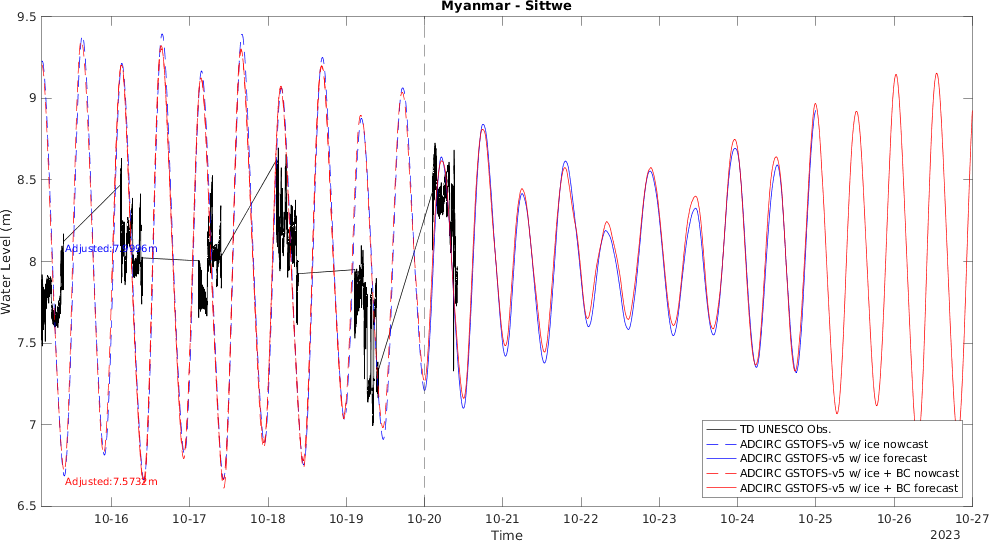 Myanmar - Sittwe
9.5
9
8.5
8
7.5
7
6.5
Water Level (m)
Adjusted:7.5732m
TD UNESCO Obs.
ADCIRC GSTOFS-v5 w/ ice nowcast
ADCIRC GSTOFS-v5 w/ ice forecast
ADCIRC GSTOFS-v5 w/ ice + BC nowcast
ADCIRC GSTOFS-v5 w/ ice + BC forecast
10-16 10-17 10-18 10-19 10-20 10-21 10-22 10-23 10-24 10-25 10-26 10-27
Time
2023